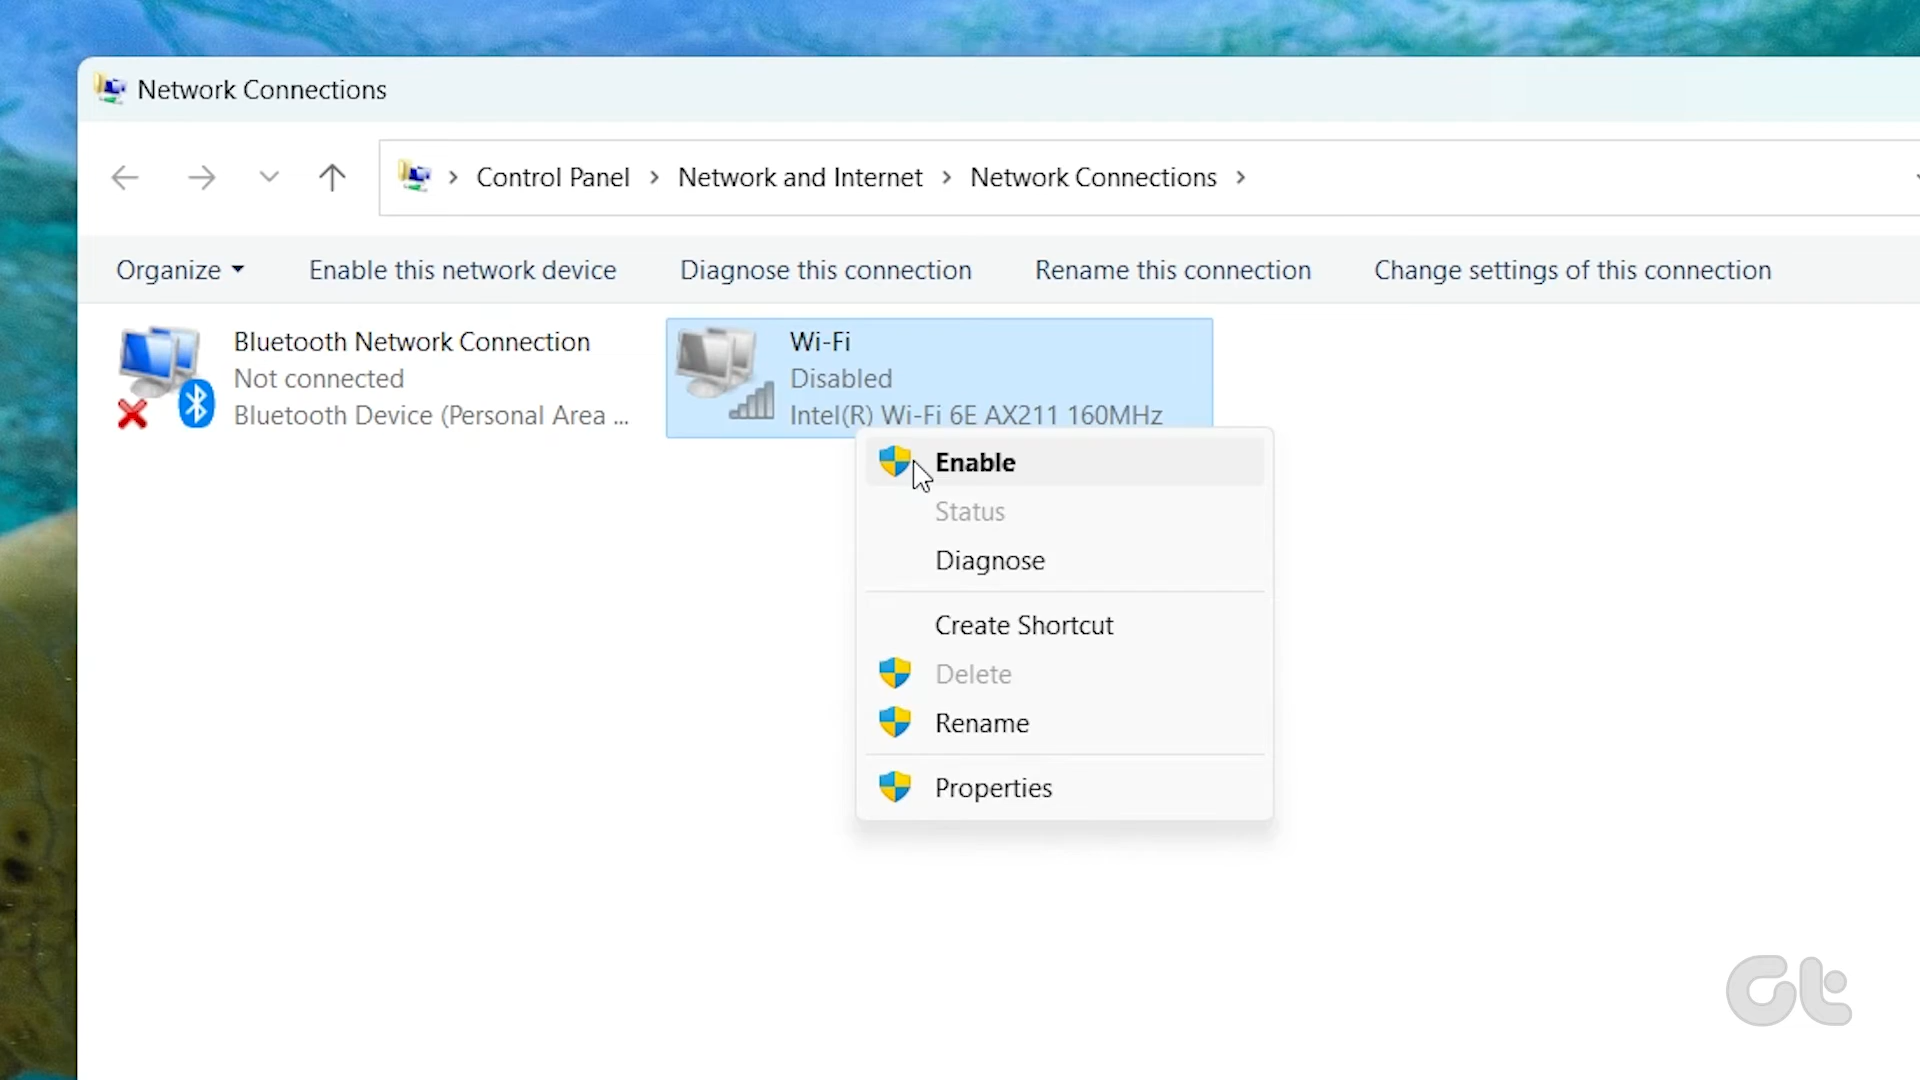 Network Connections
Control Panel > Network and Internet > Network Connections >
Organize Enable this network device Diagnose this connection Rename this connection Change settings of this connection
Bluetooth Network Connection
Not connected
Bluetooth Device (Personal Area ...
Wi-Fi
Disabled
Intel(R) Wi-Fi 6E AX211 160MHz
Enable
Status
Diagnose
Create Shortcut
Delete
Rename
Properties
Gt